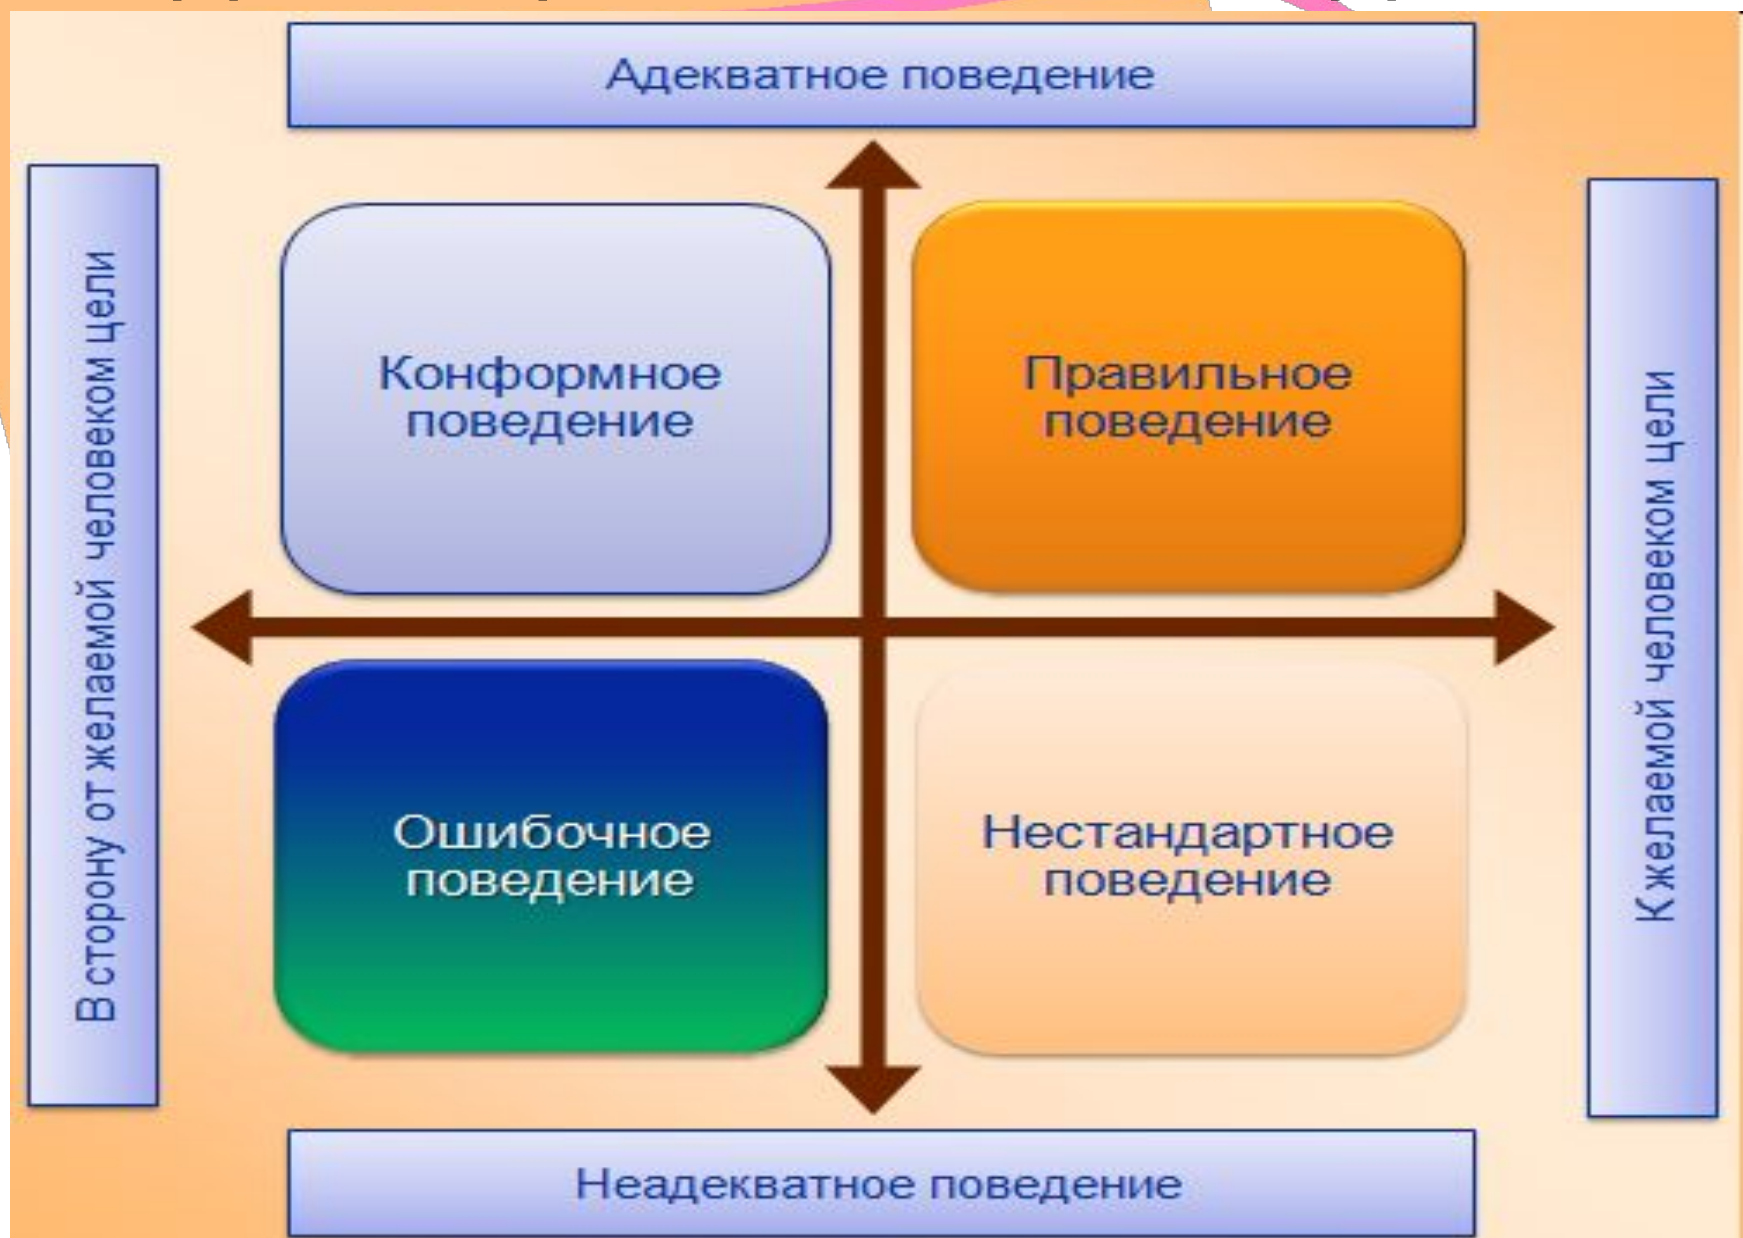 Адекватное поведение
В сторону от желаемой человеком цели
Конформное
поведение
Правильное
поведение
К желаемой человеком цели
Ошибочное
поведение
Нестандартное
поведение
Неадекватное поведение